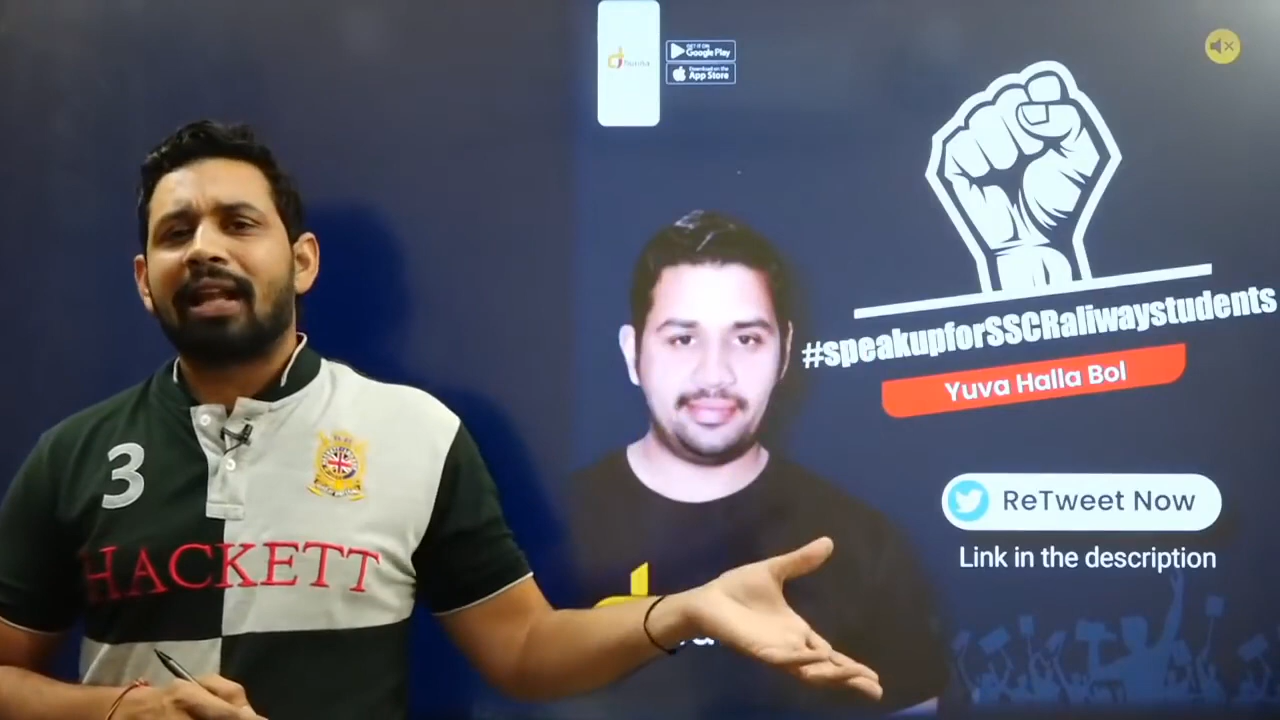 GET IT ON
Google Play
Download on the
App Store
#speakupforSSCRaliwaystudents
Yuva Halla Bol
ReTweet Now
Link in the description
3
HACKETT